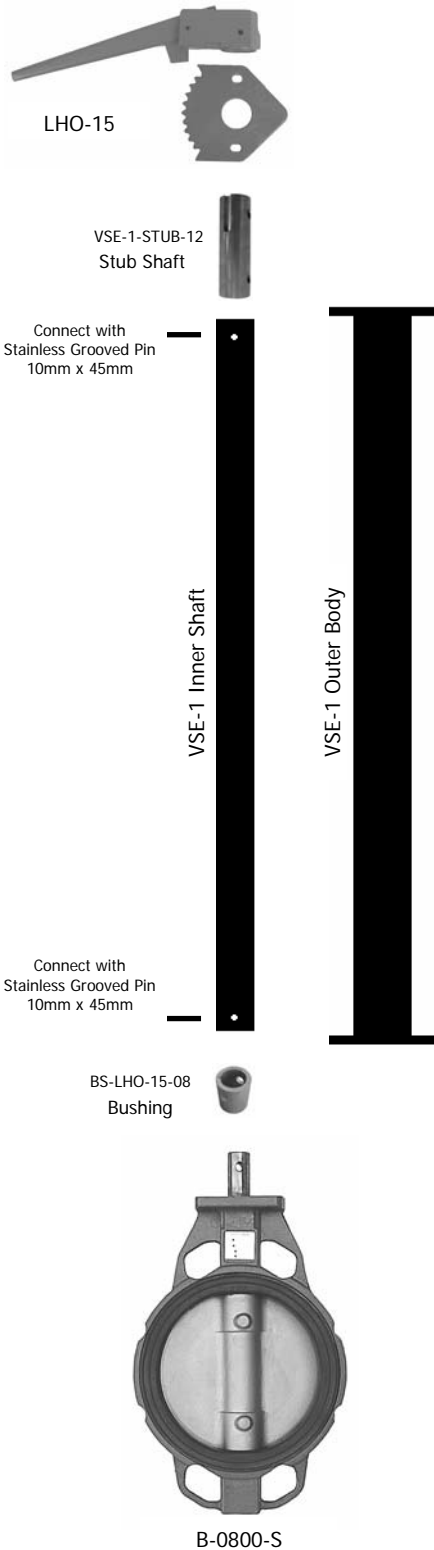 LHO-15
VSE-1-STUB-12
Stub Shaft
Connect with
Stainless Grooved Pin
10mm x 45mm
VSE-1 Inner Shaft
VSE-1 Outer Body
Connect with
Stainless Grooved Pin
10mm x 45mm
BS-LHO-15-08
Bushing
B-0800-S